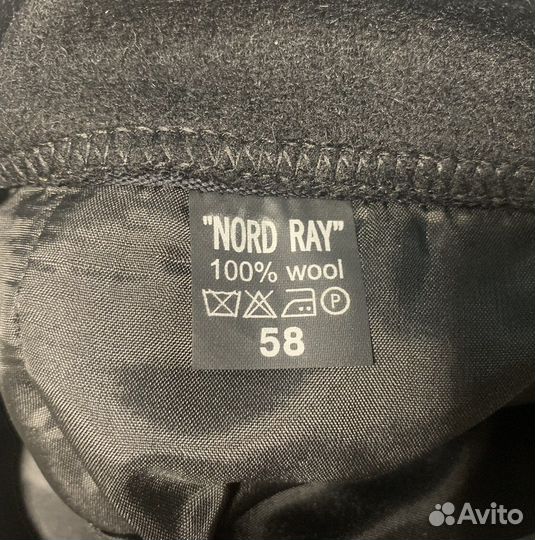 "NORD RAY"
100% wool
P
58
Avito